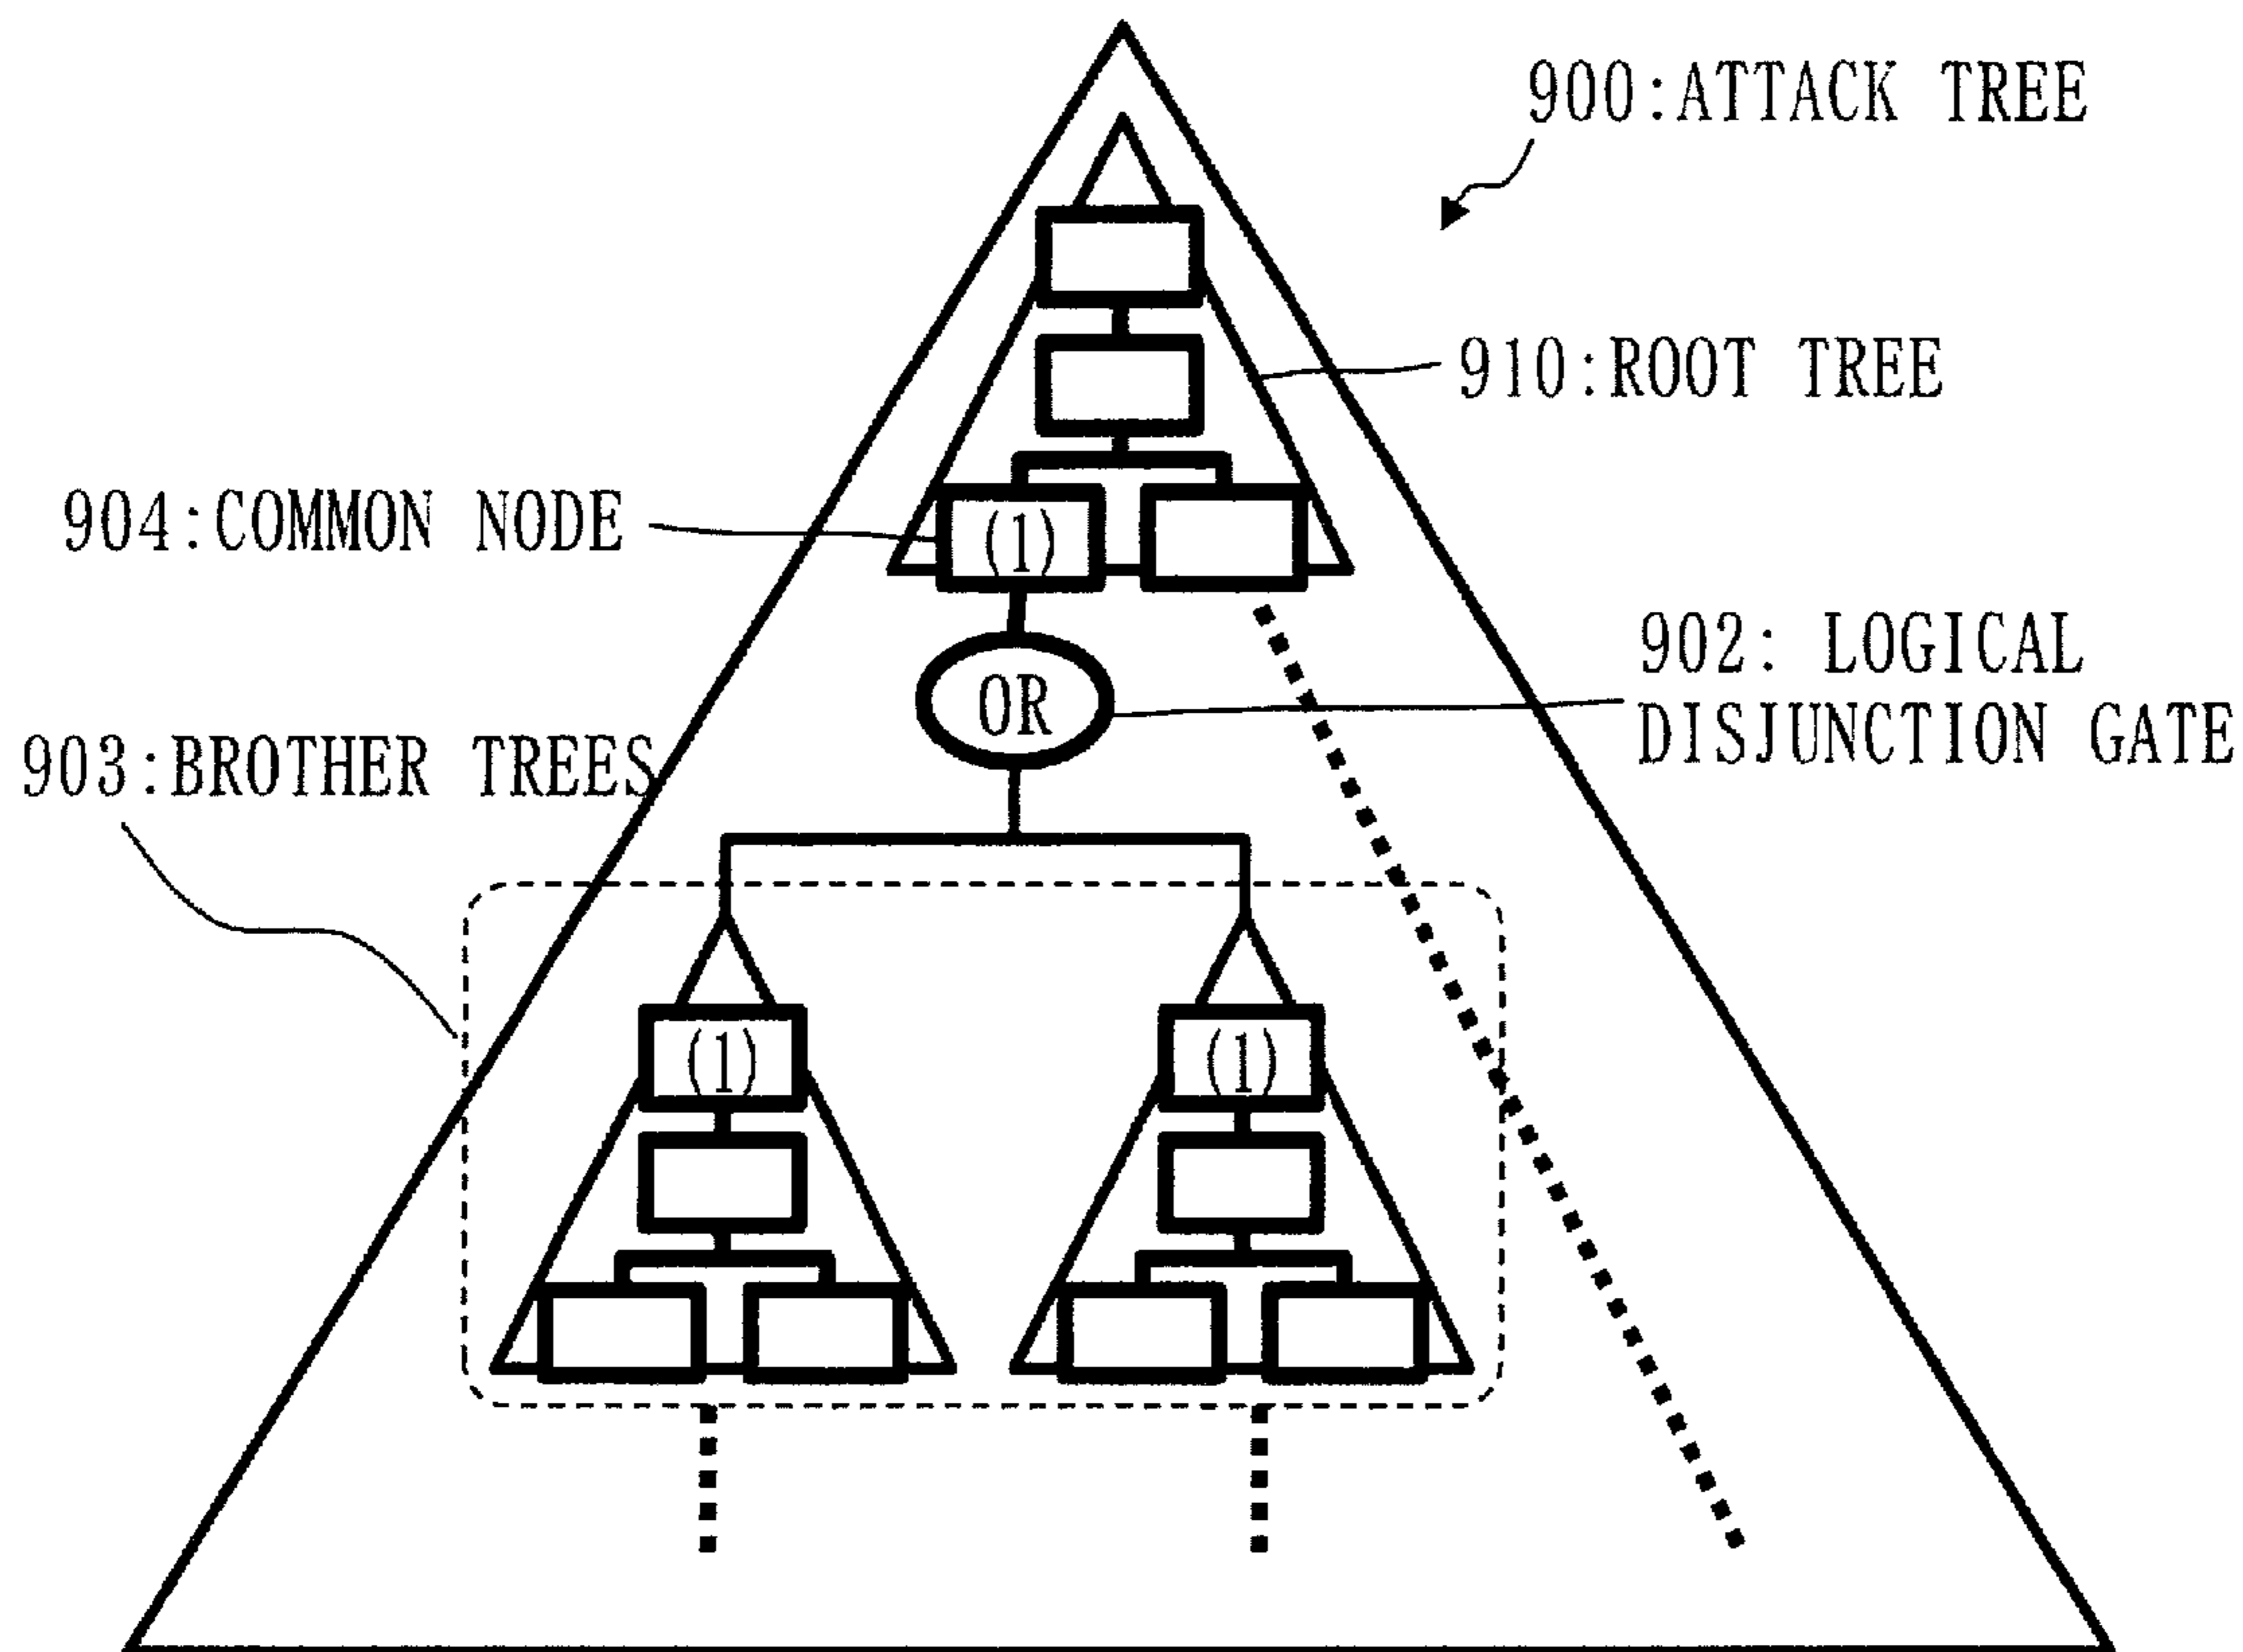 900:ATTACK TREE
910:ROOT TREE
904:COMMON NODE
(1)
902: LOGICAL
DISJUNCTION GATE
OR
903:BROTHER TREES
(1)
(1)